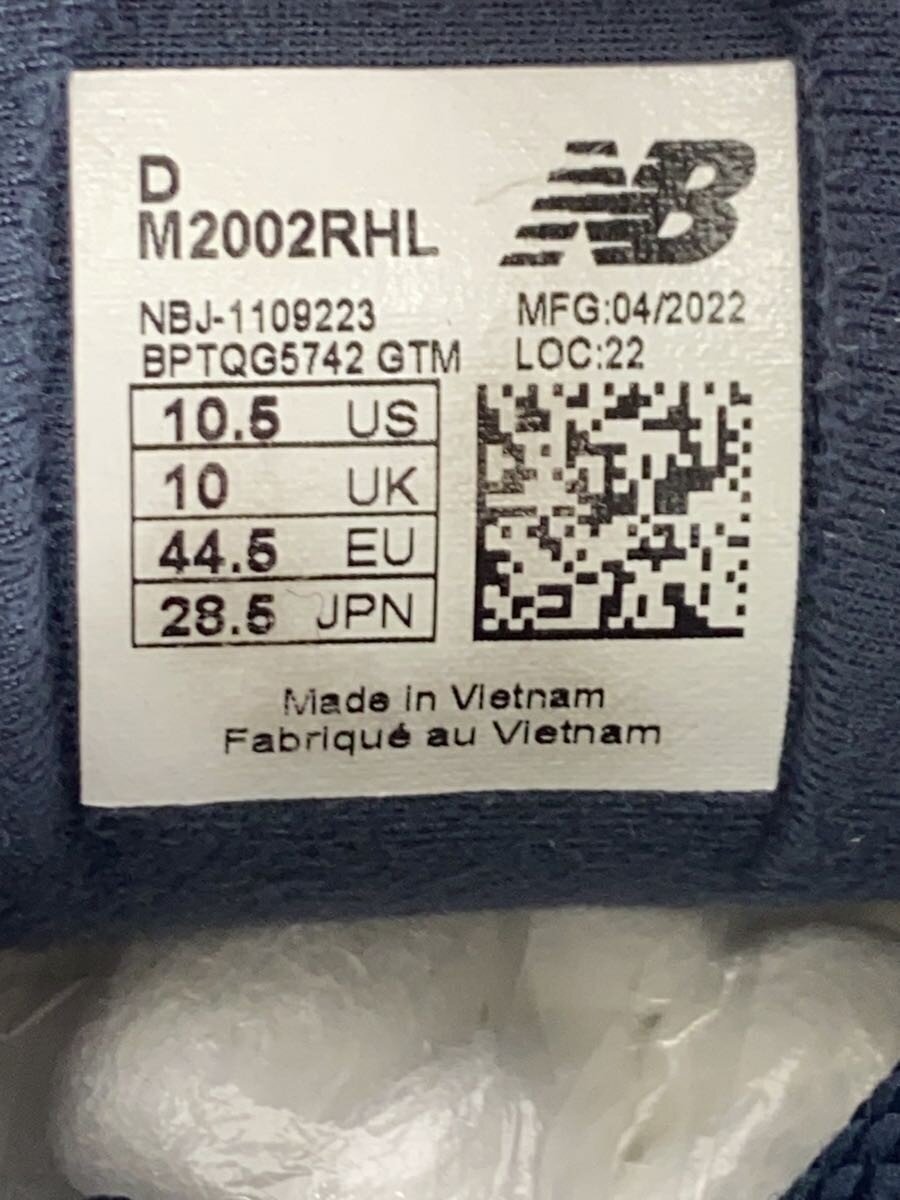 D
M2002RHL
NB
NBJ-1109223
MFG:04/2022
BPTQG5742 GTM
LOC:22
10.5 US
10 UK
44.5 EU
28.5 JPN
Made in Vietnam
Fabriqué au Vietnam